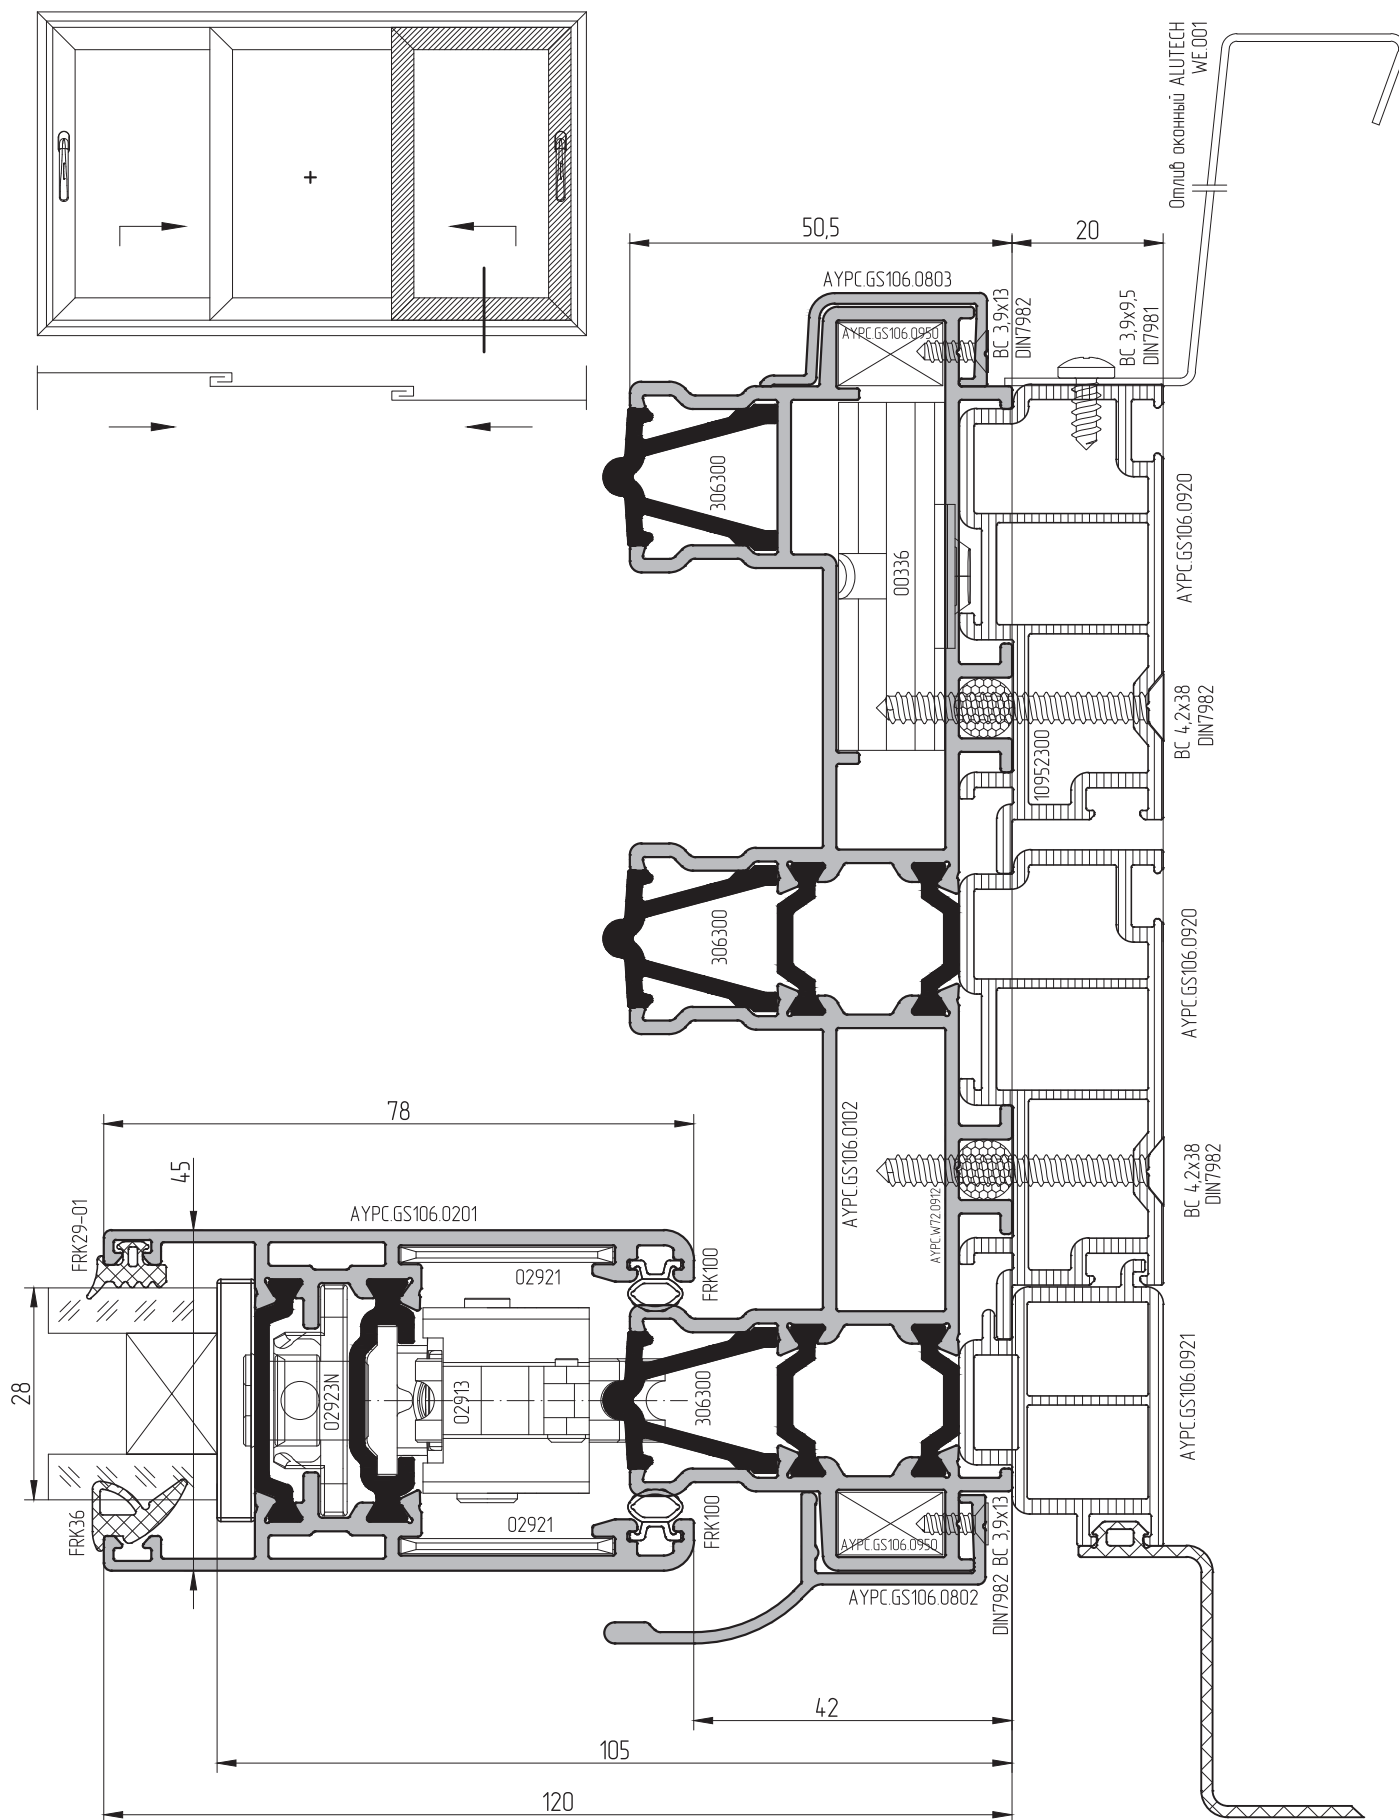 Отлив оконный ALUTECH
WE.001
50,5
20
AYPC.GS106.0803
AYPC.GS106.0950
BC 3,9x13
DIN7982
BC 3,9x9,5
DIN7981
306300
00336
AYPC.GS106.0920
BC 4,2x38
DIN7982
10952300
306300
AYPC.GS106.0920
78
45
AYPC.GS106.0102
AYPC.W72.0912
BC 4,2x38
DIN7982
FRK29-01
AYPC.GS106.0201
02921
FRK100
28
02923N
02913
306300
AYPC.GS106.0921
FRK36
02921
FRK100
AYPC.GS106.0950
AYPC.GS106.0802
DIN7982 BC 3,9x13
42
105
120